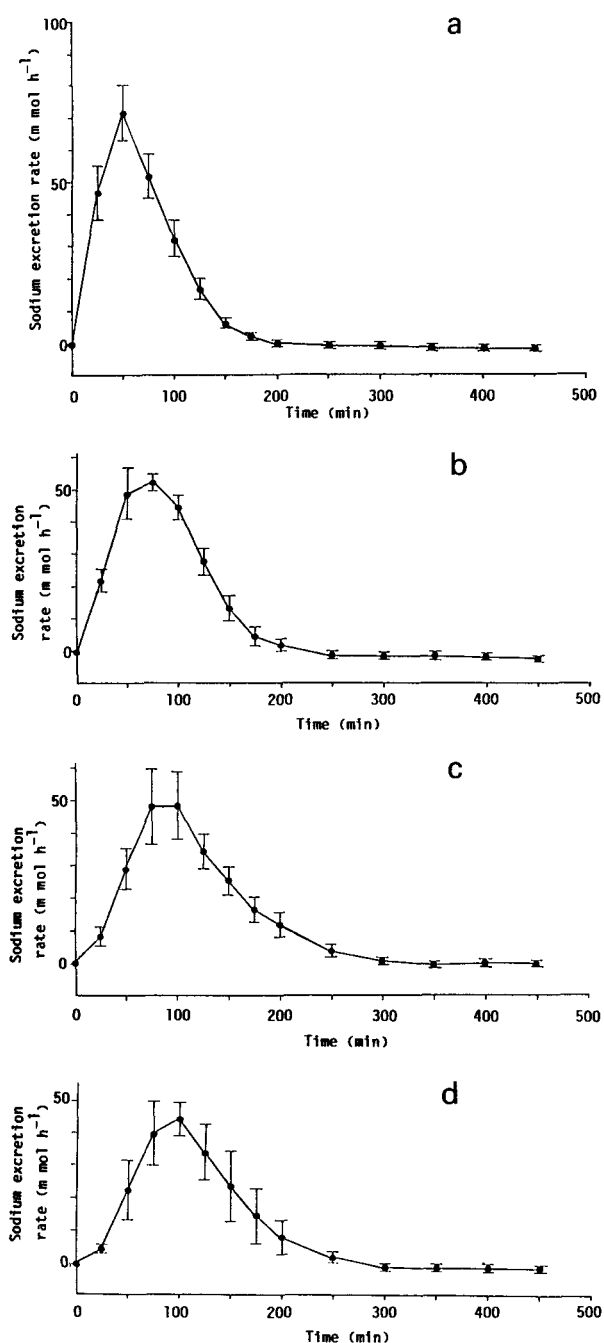 a
100
50
0
Sodium excretion rate (m mol h⁻¹)
0 100 200 300 400 500
Time (min)
b
50
0
Sodium excretion
rate (m mol h⁻¹)
0 100 200 300 400 500
Time (min)
c
50
0
Sodium excretion
rate (m mol h⁻¹)
0 100 200 300 400 500
Time (min)
d
50
0
Sodium excretion
rate (m mol h⁻¹)
0 100 200 300 400 500
Time (min)